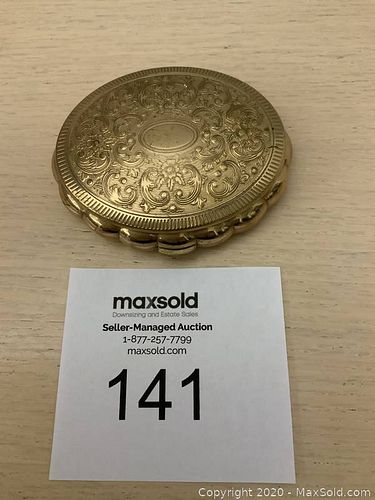 maxsold
Downsizing and Estate Sales
Seller-Managed Auction
1-877-257-7799
maxsold.com
141
Copyright 2020 - MaxSold.com